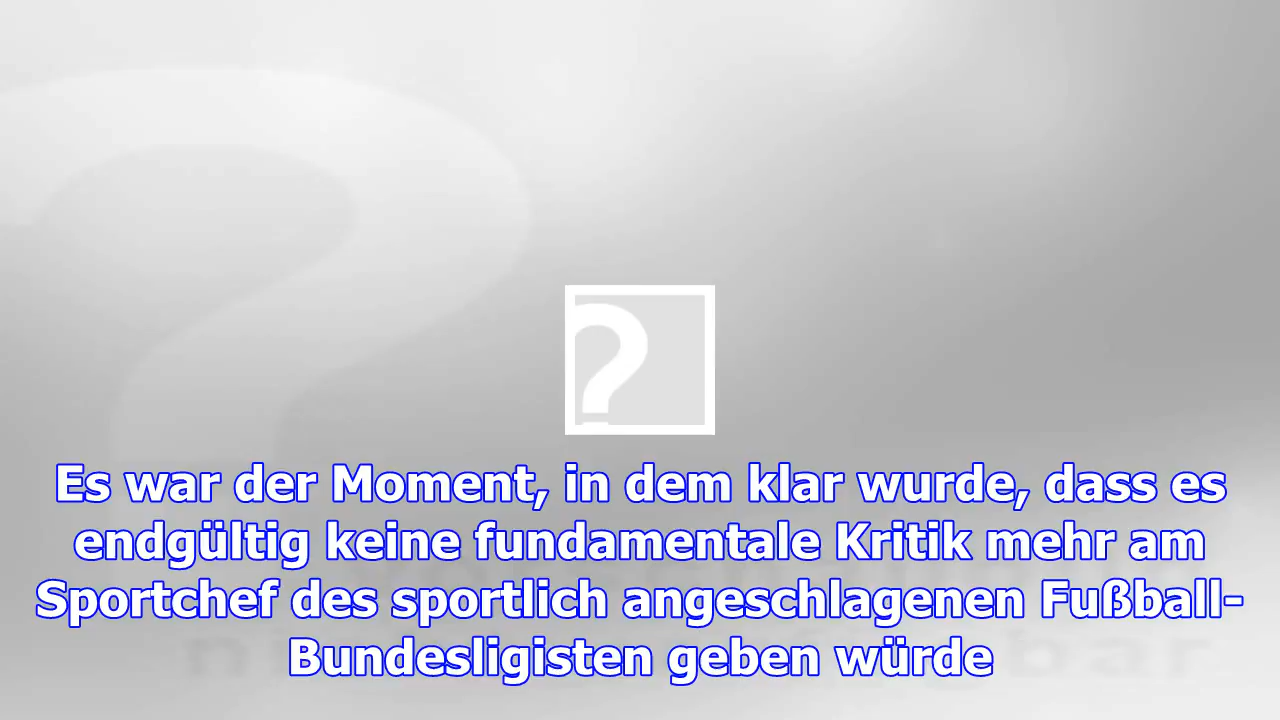 ?
?
Es war der Moment, in dem klar wurde, dass es
endgültig keine fundamentale Kritik mehr am
Sportchef des sportlich angeschlagenen Fußball-
Bundesligisten geben würde